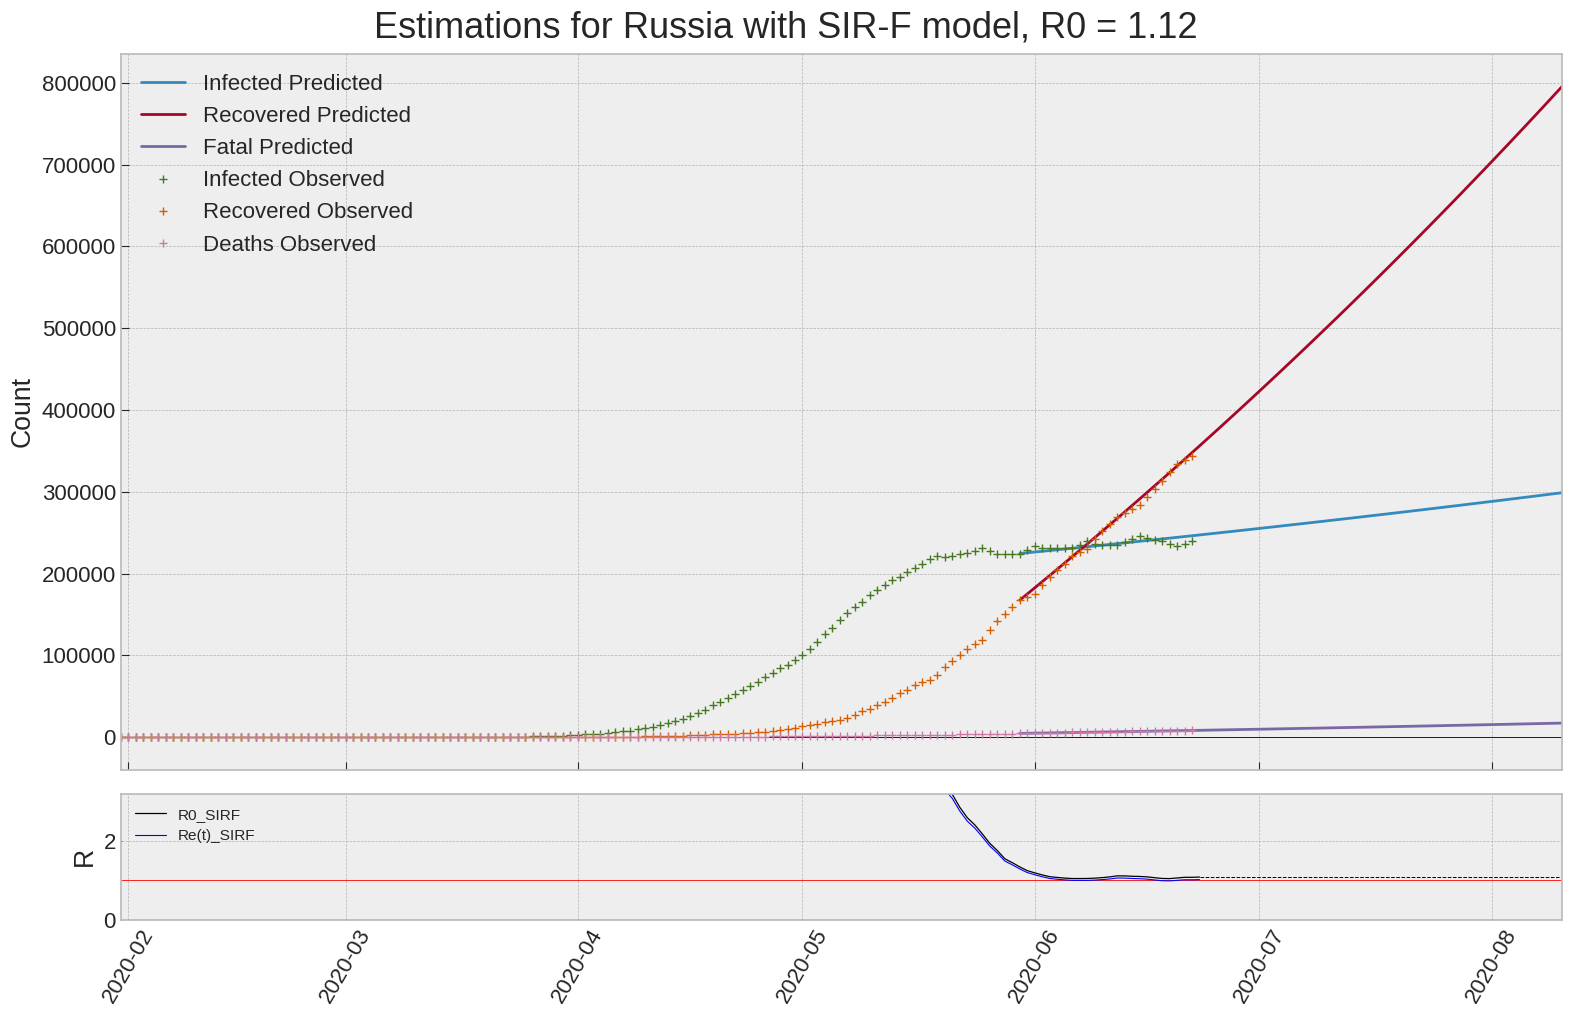 Estimations for Russia with SIR-F model, R0 = 1.12
Count
800000
700000
600000
500000
400000
300000
200000
100000
0
Infected Predicted
Recovered Predicted
Fatal Predicted
Infected Observed
Recovered Observed
Deaths Observed
R
2
0
R0_SIRF
Re(t)_SIRF
2020-02
2020-03
2020-04
2020-05
2020-06
2020-07
2020-08